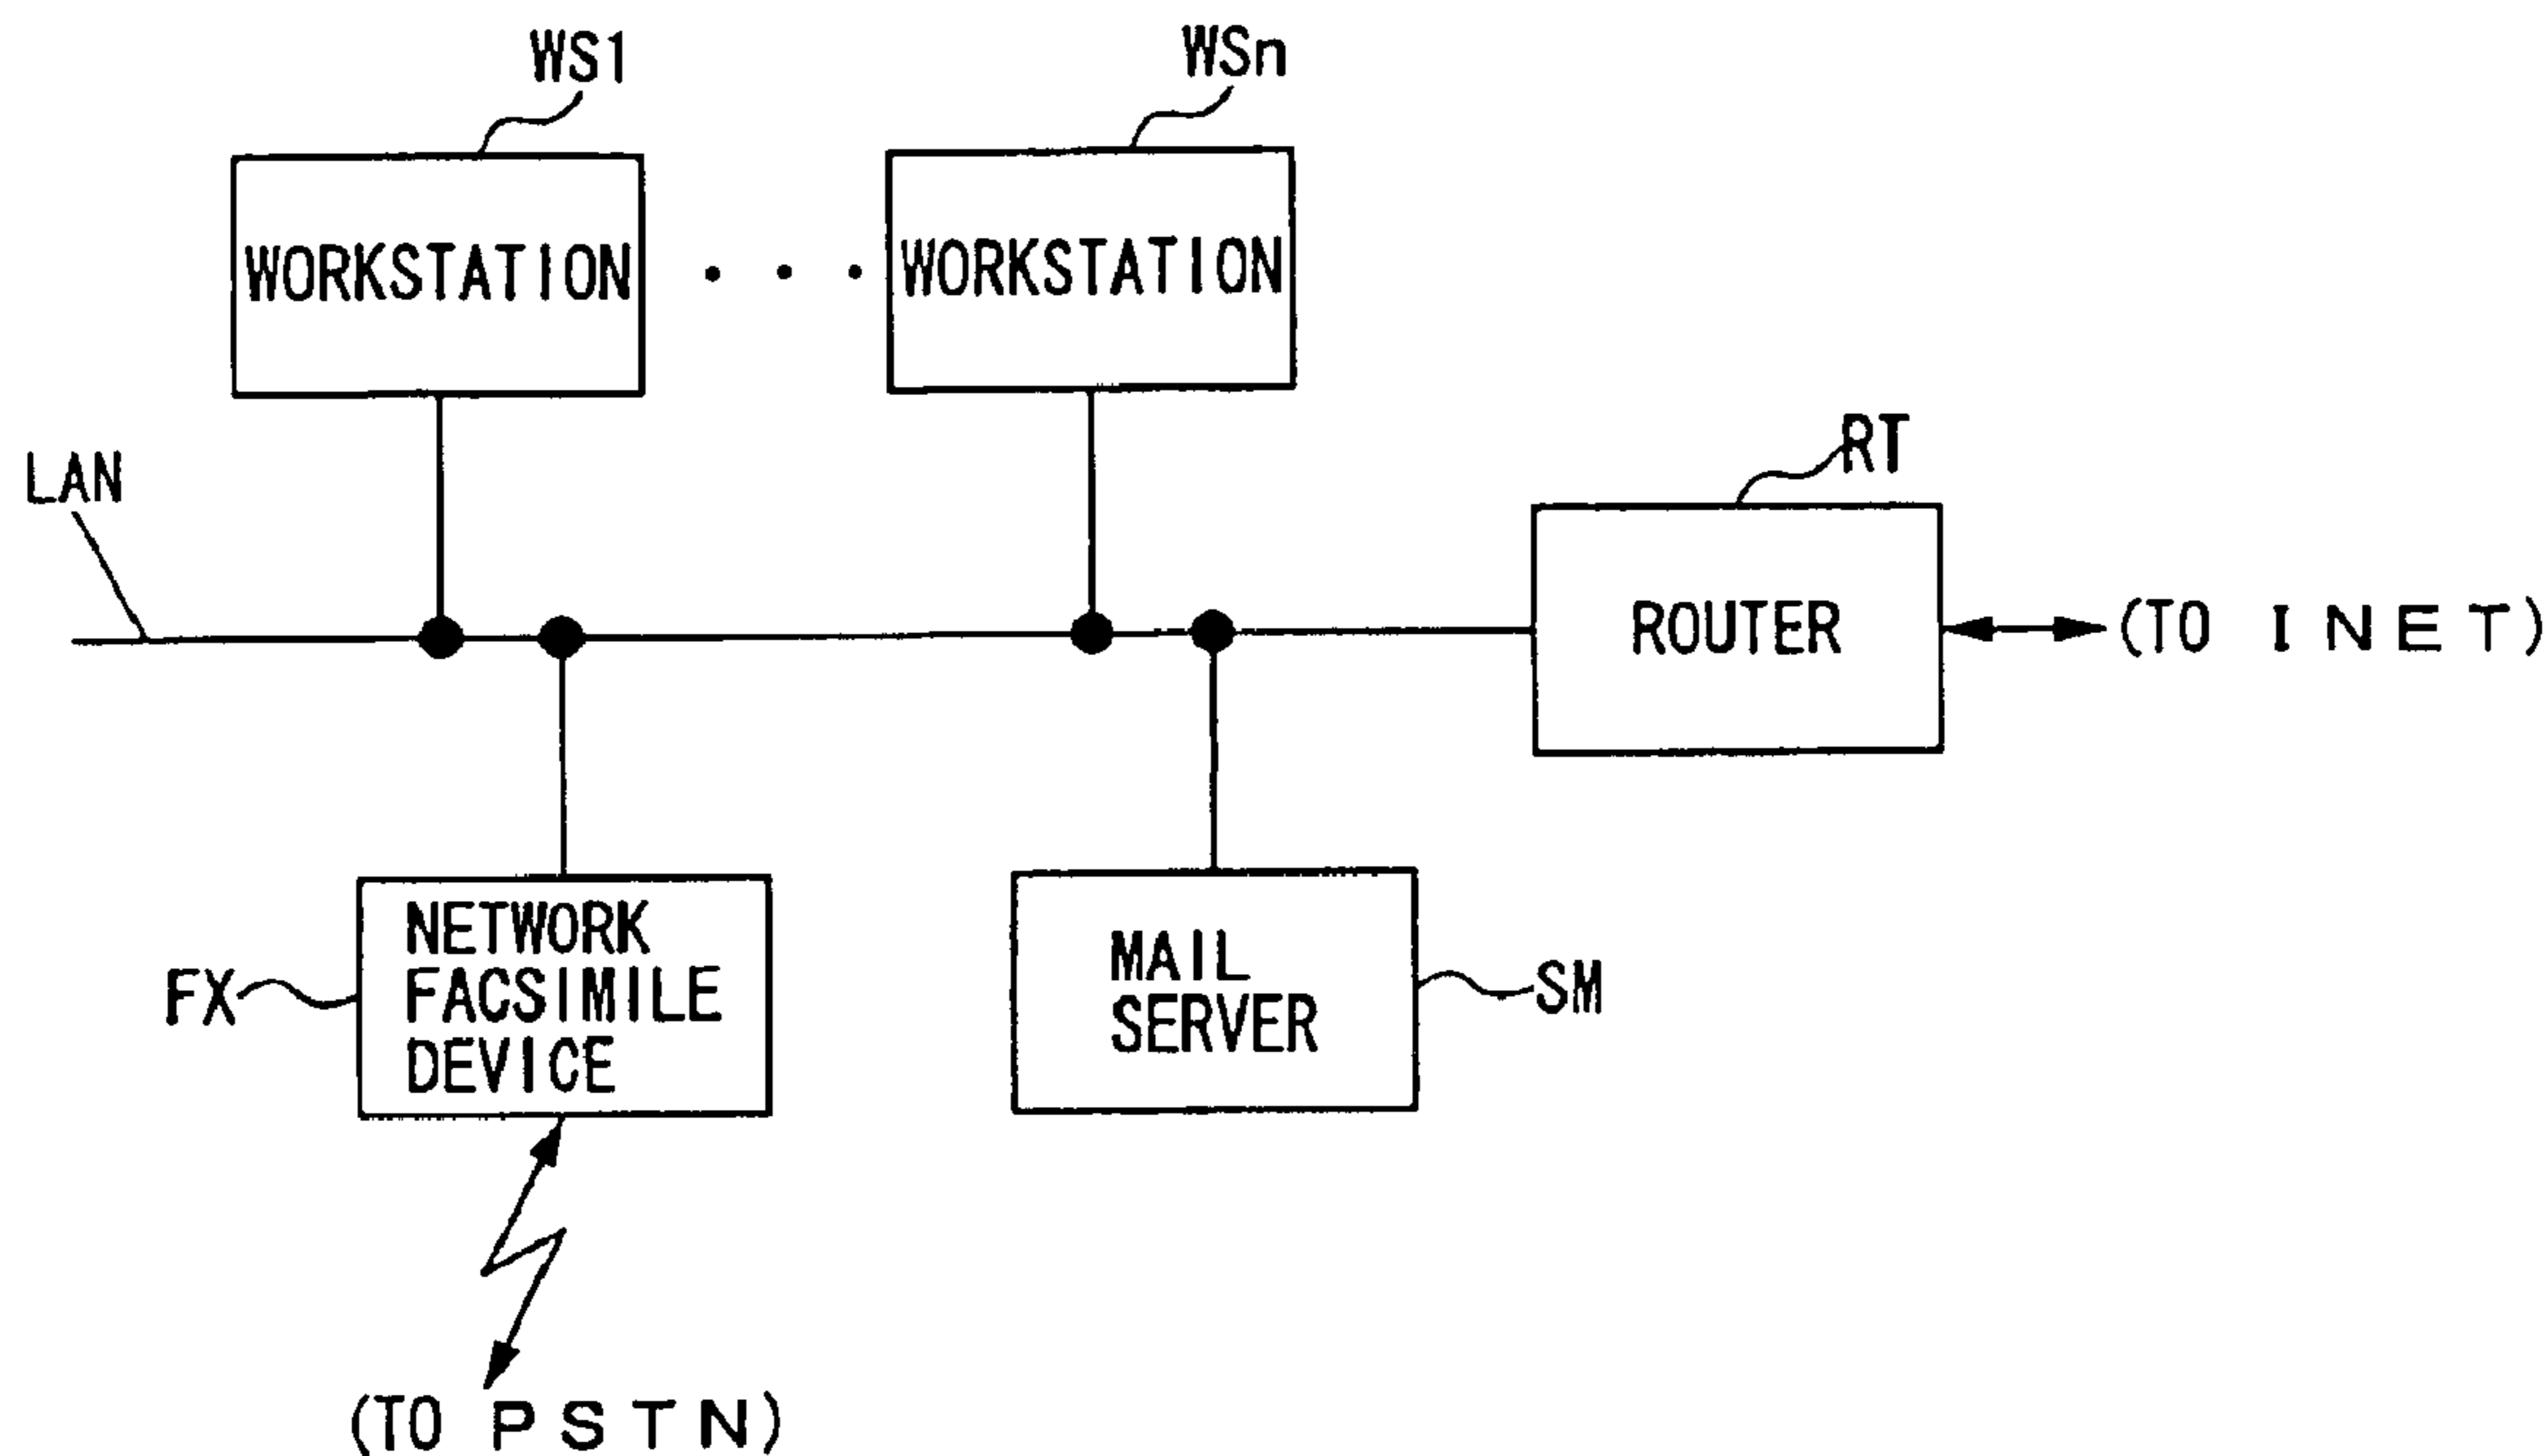 WS1
WSn
WORKSTATION
. . .
WORKSTATION
LAN
RT
ROUTER
(TO INET)
NETWORK
FACSIMILE
DEVICE
FX
MAIL
SERVER
SM
(TO PSTN)